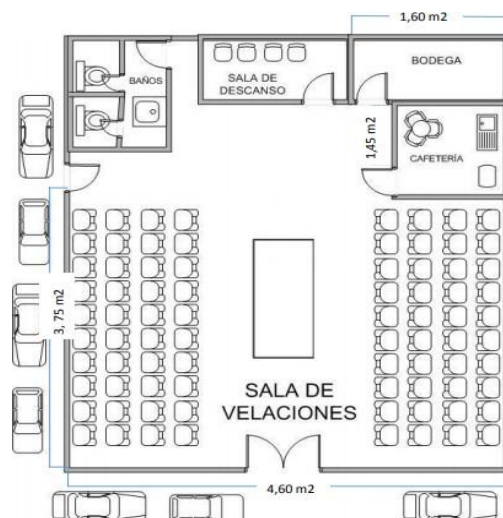 1,60 m2
BAÑOS
SALA DE
DESCANSO
BODEGA
1,45 m2
CAFETERÍA
3, 75 m2
SALA DE
VELACIONES
4,60 m2